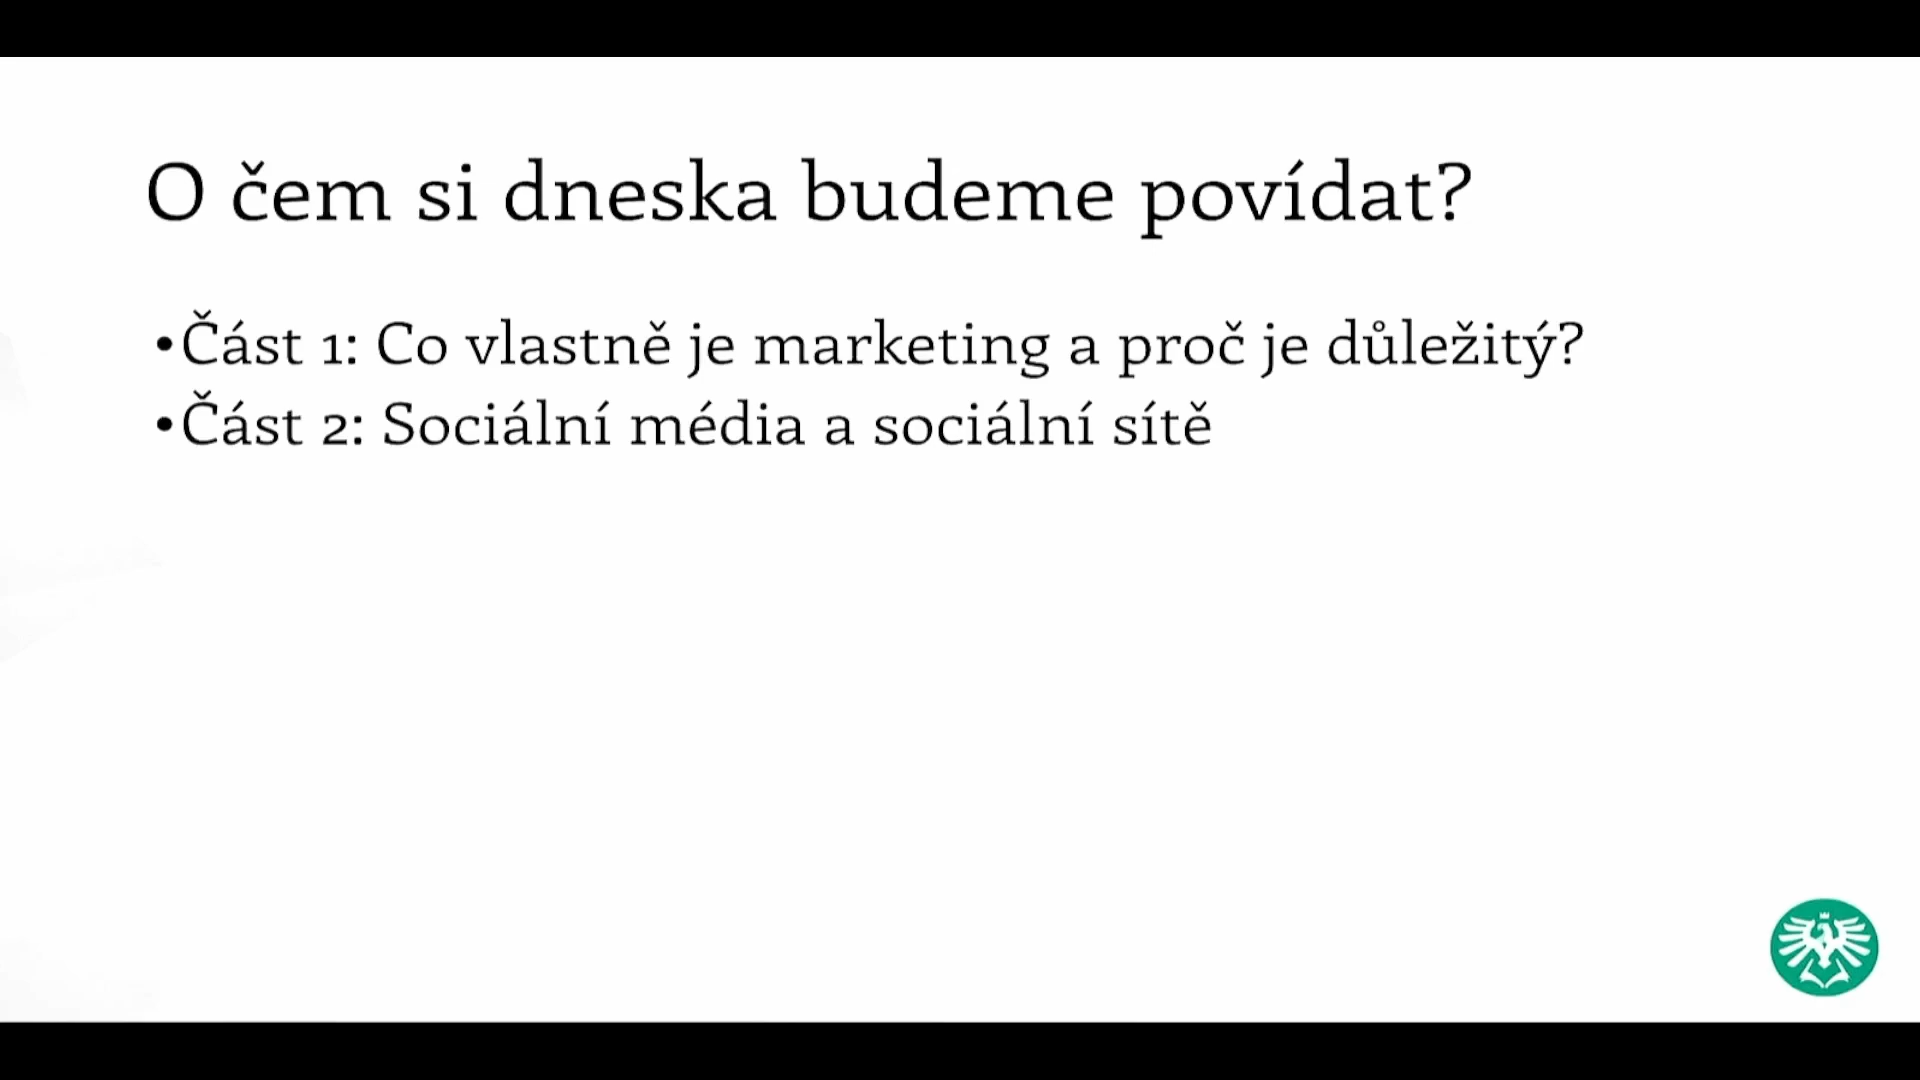 O čem si dneska budeme povídat?
•Část 1: Co vlastně je marketing a proč je důležitý?
•Část 2: Sociální média a sociální sítě